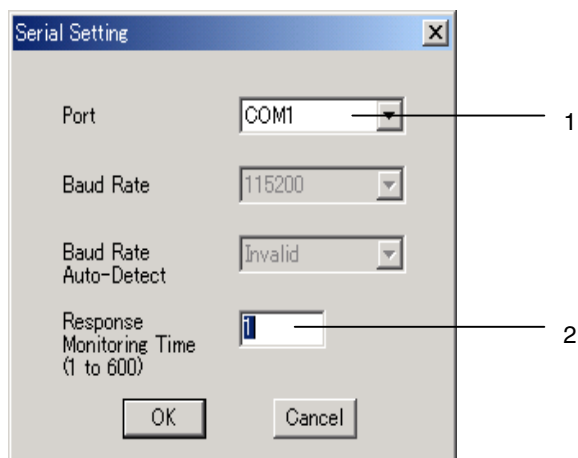 Serial Setting
Port
COM1
1
Baud Rate
115200
Baud Rate
Auto-Detect
Invalid
Response
Monitoring Time
(1 to 600)
1
2
OK
Cancel